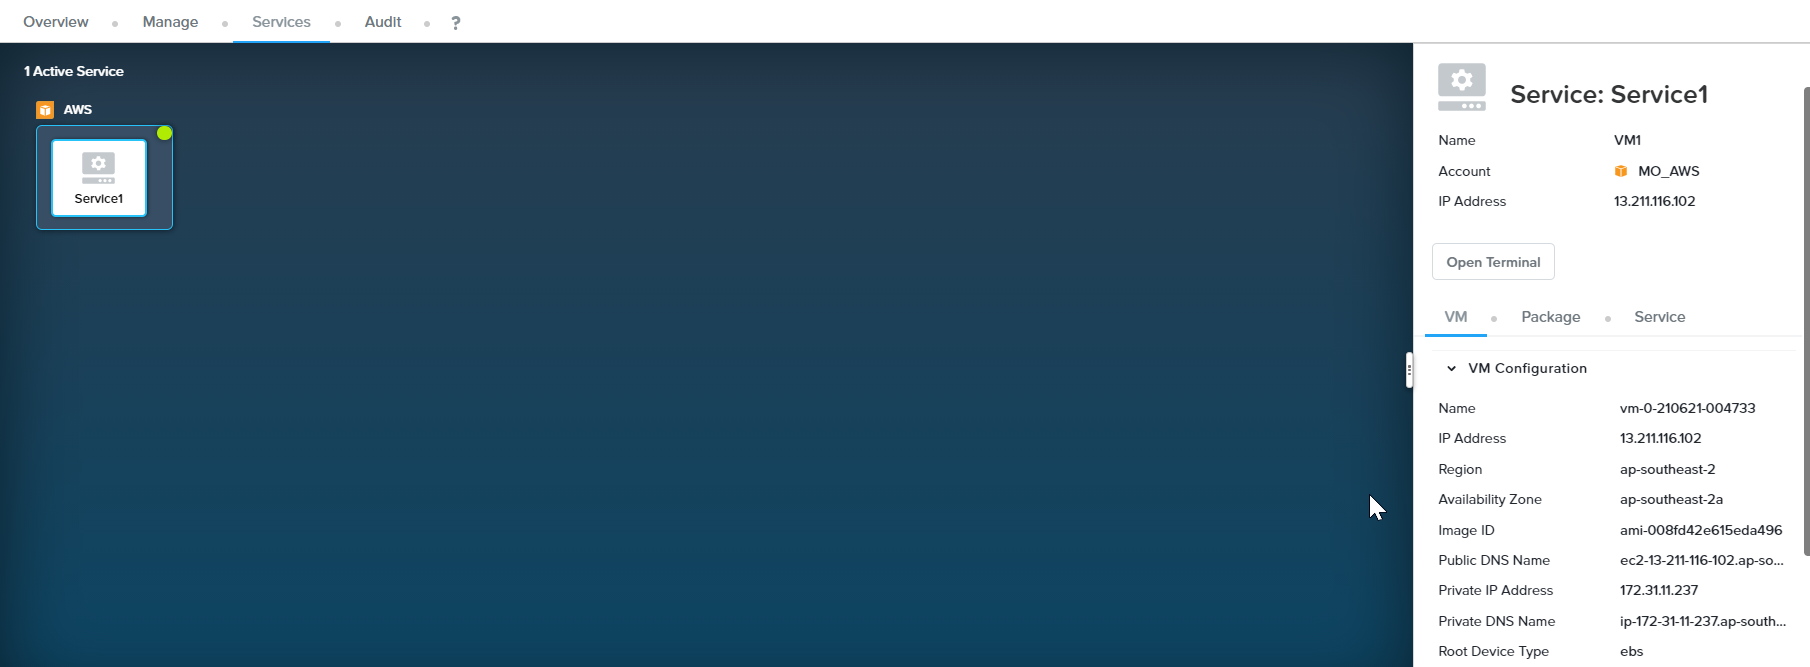 Overview Manage Services Audit ?
1 Active Service
AWS
Service1
Service: Service1
Name VM1
Account MO_AWS
IP Address 13.211.116.102
Open Terminal
VM Package Service
VM Configuration
Name vm-0-210621-004733
IP Address 13.211.116.102
Region ap-southeast-2
Availability Zone ap-southeast-2a
Image ID ami-008fd42e615eda496
Public DNS Name ec2-13-211-116-102.ap-so...
Private IP Address 172.31.11.237
Private DNS Name ip-172-31-11-237.ap-south...
Root Device Type ebs